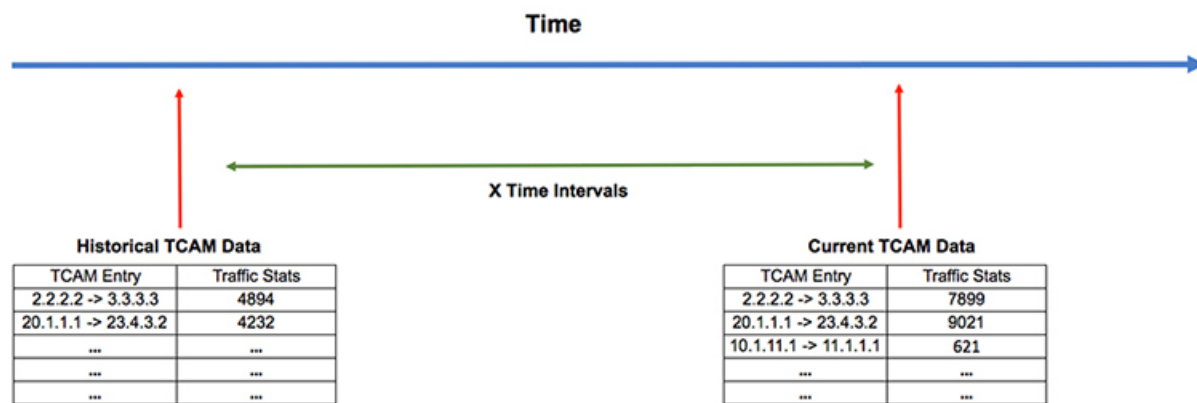 Time
X Time Intervals
Historical TCAM Data
TCAM Entry Traffic Stats
2.2.2.2 -> 3.3.3.3 4894
20.1.1.1 -> 23.4.3.2 4232
... ...
... ...
... ...
Current TCAM Data
TCAM Entry Traffic Stats
2.2.2.2 -> 3.3.3.3 7899
20.1.1.1 -> 23.4.3.2 9021
10.1.11.1 -> 11.1.1.1 621
... ...
... ...